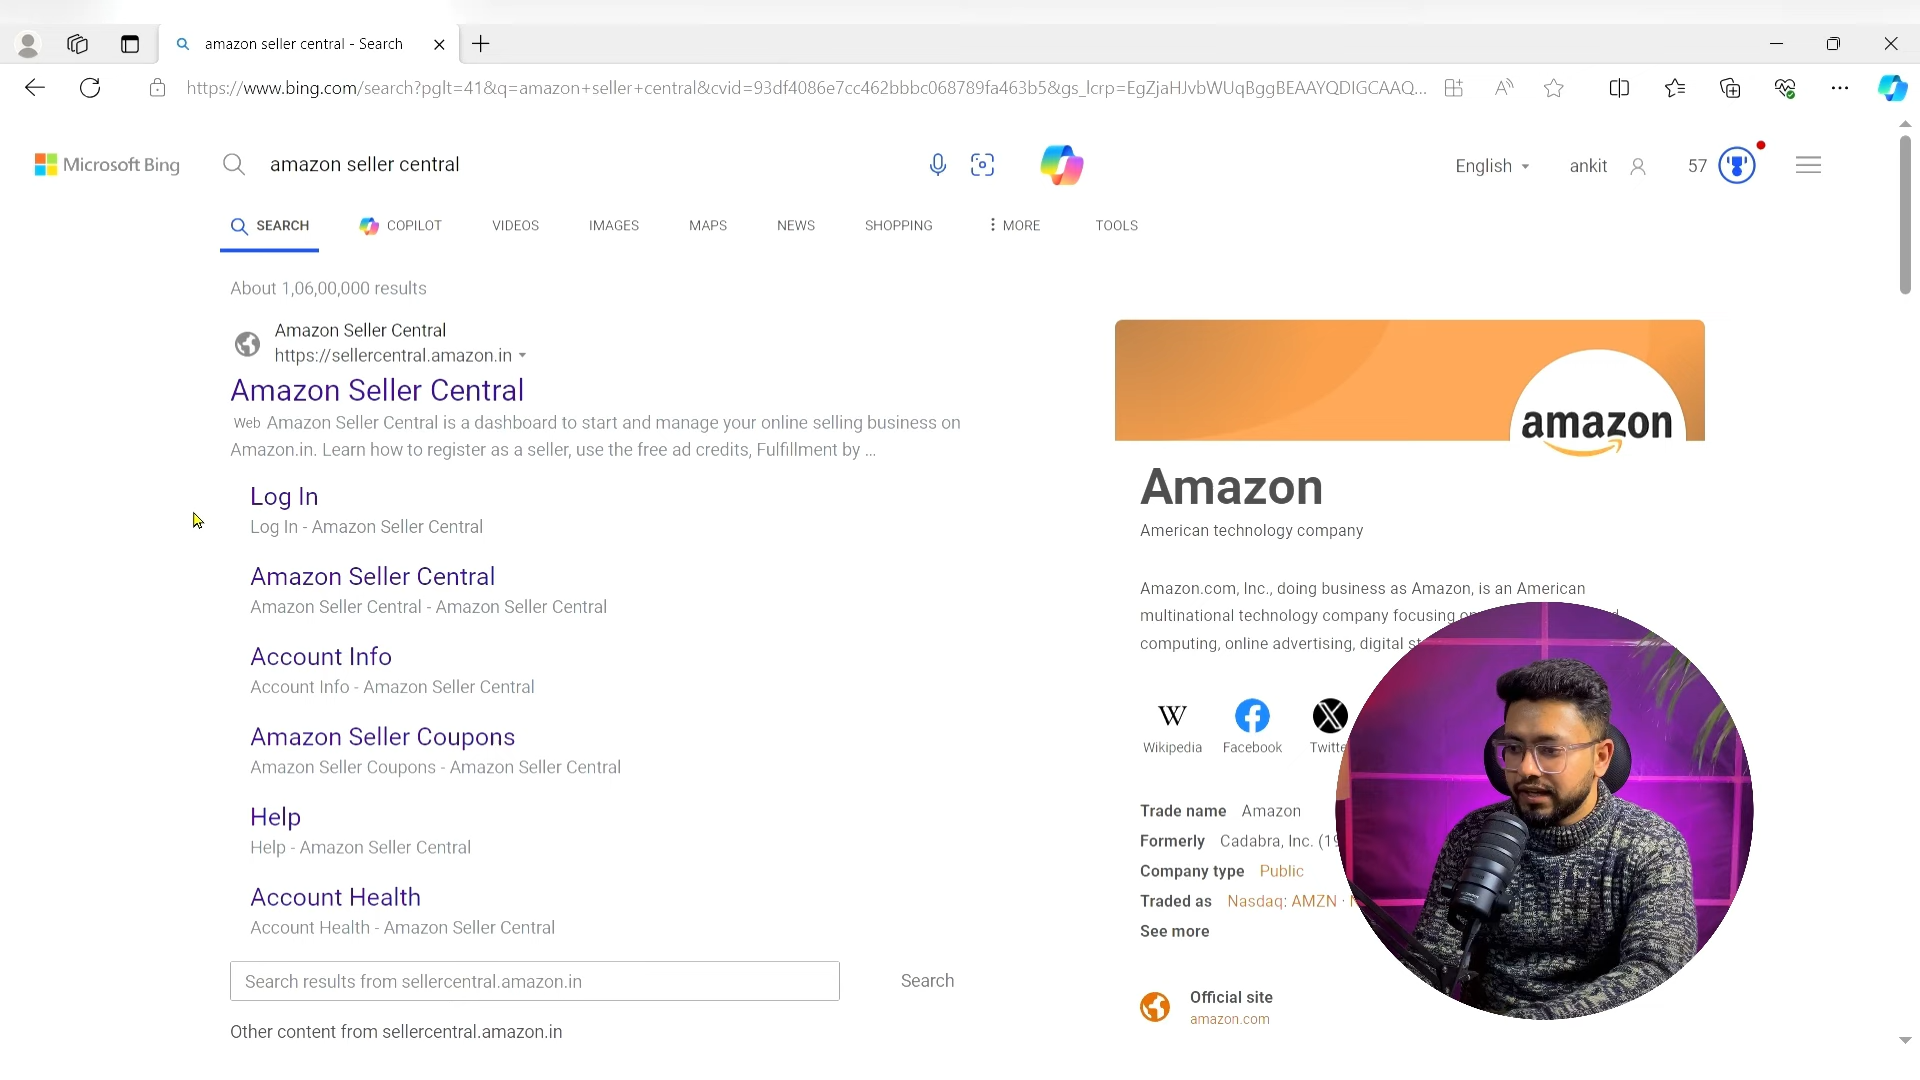 amazon seller central - Search
https://www.bing.com/search?pglt=41&q=amazon+seller+central&cvid=93df4086e7cc462bbbc068789fa463b5&gs_lcrp=EgZjaHJvbWUqBggBEAAYQDIGCAAQ...
Microsoft Bing
amazon seller central
English
ankit
57
SEARCH
COPILOT
VIDEOS
IMAGES
MAPS
NEWS
SHOPPING
MORE
TOOLS
About 1,06,00,000 results
Amazon Seller Central
https://sellercentral.amazon.in
Amazon Seller Central
Web Amazon Seller Central is a dashboard to start and manage your online selling business on
Amazon.in. Learn how to register as a seller, use the free ad credits, Fulfillment by ...
Log In
Log In - Amazon Seller Central
Amazon Seller Central
Amazon Seller Central - Amazon Seller Central
Account Info
Account Info - Amazon Seller Central
Amazon Seller Coupons
Amazon Seller Coupons - Amazon Seller Central
Help
Help - Amazon Seller Central
Account Health
Account Health - Amazon Seller Central
Search results from sellercentral.amazon.in
Search
Other content from sellercentral.amazon.in
amazon
Amazon
American technology company
Amazon.com, Inc., doing business as Amazon, is an American
multinational technology company focusing
computing, online advertising, digital
W
Wikipedia
Facebook
Twitte
Trade name Amazon
Formerly Cadabra, Inc. (19
Company type Public
Traded as Nasdaq: AMZN ·
See more
Official site
amazon.com